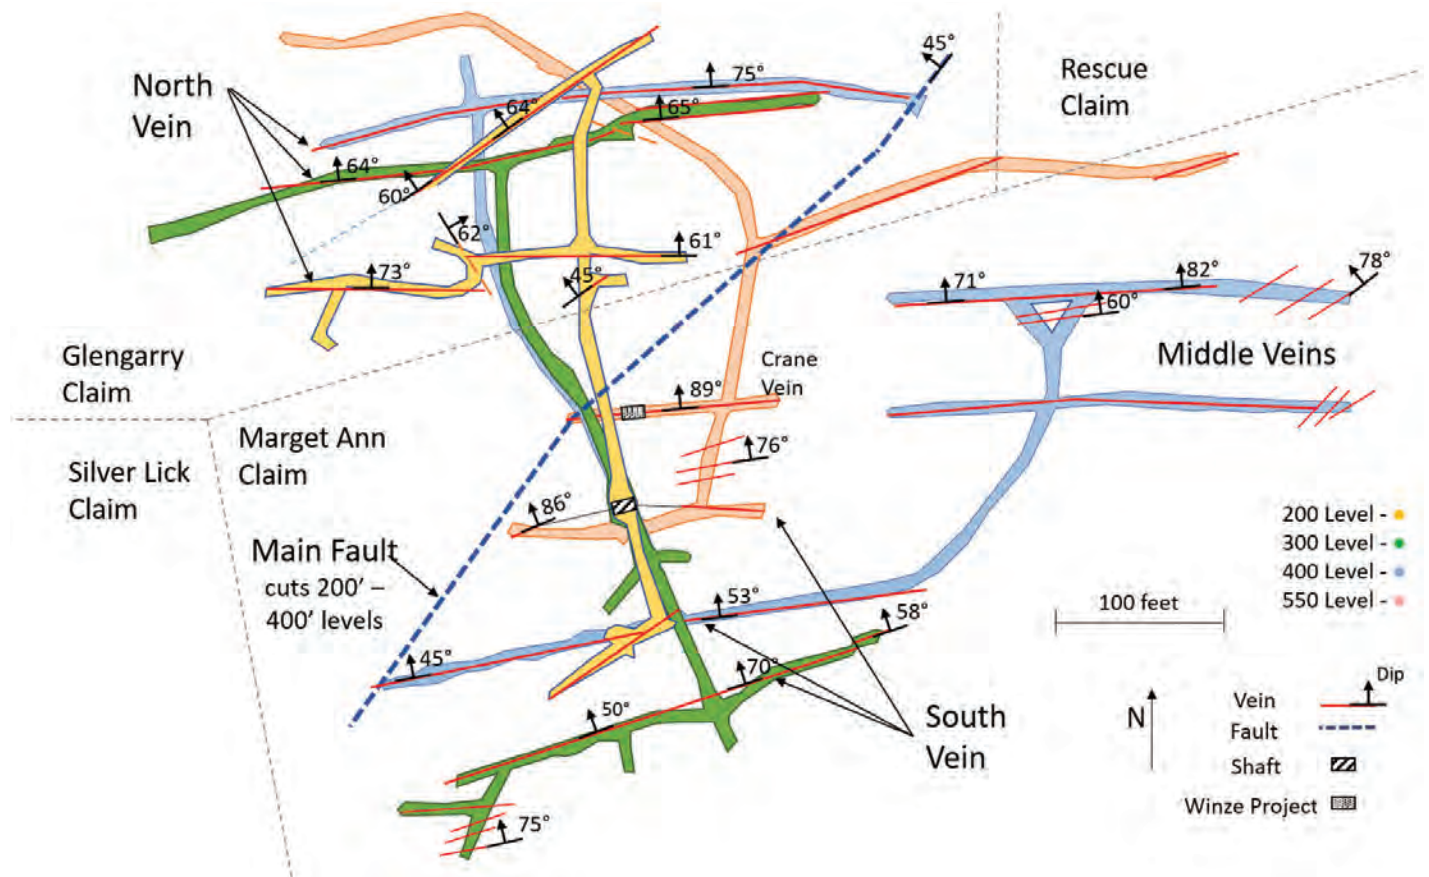 45°
Rescue
Claim
North
Vein
75°
64°
65°
64°
60°
62°
61°
73°
45°
71°
82°
78°
60°
Middle Veins
Glengarry
Claim
Crane
Vein
89°
Marget Ann
Claim
76°
Silver Lick
Claim
86°
Main Fault
cuts 200’ –
400’ levels
200 Level -
300 Level -
400 Level -
550 Level -
100 feet
53°
58°
45°
70°
50°
South
Vein
75°
N
Dip
Vein
Fault
Shaft
Winze Project